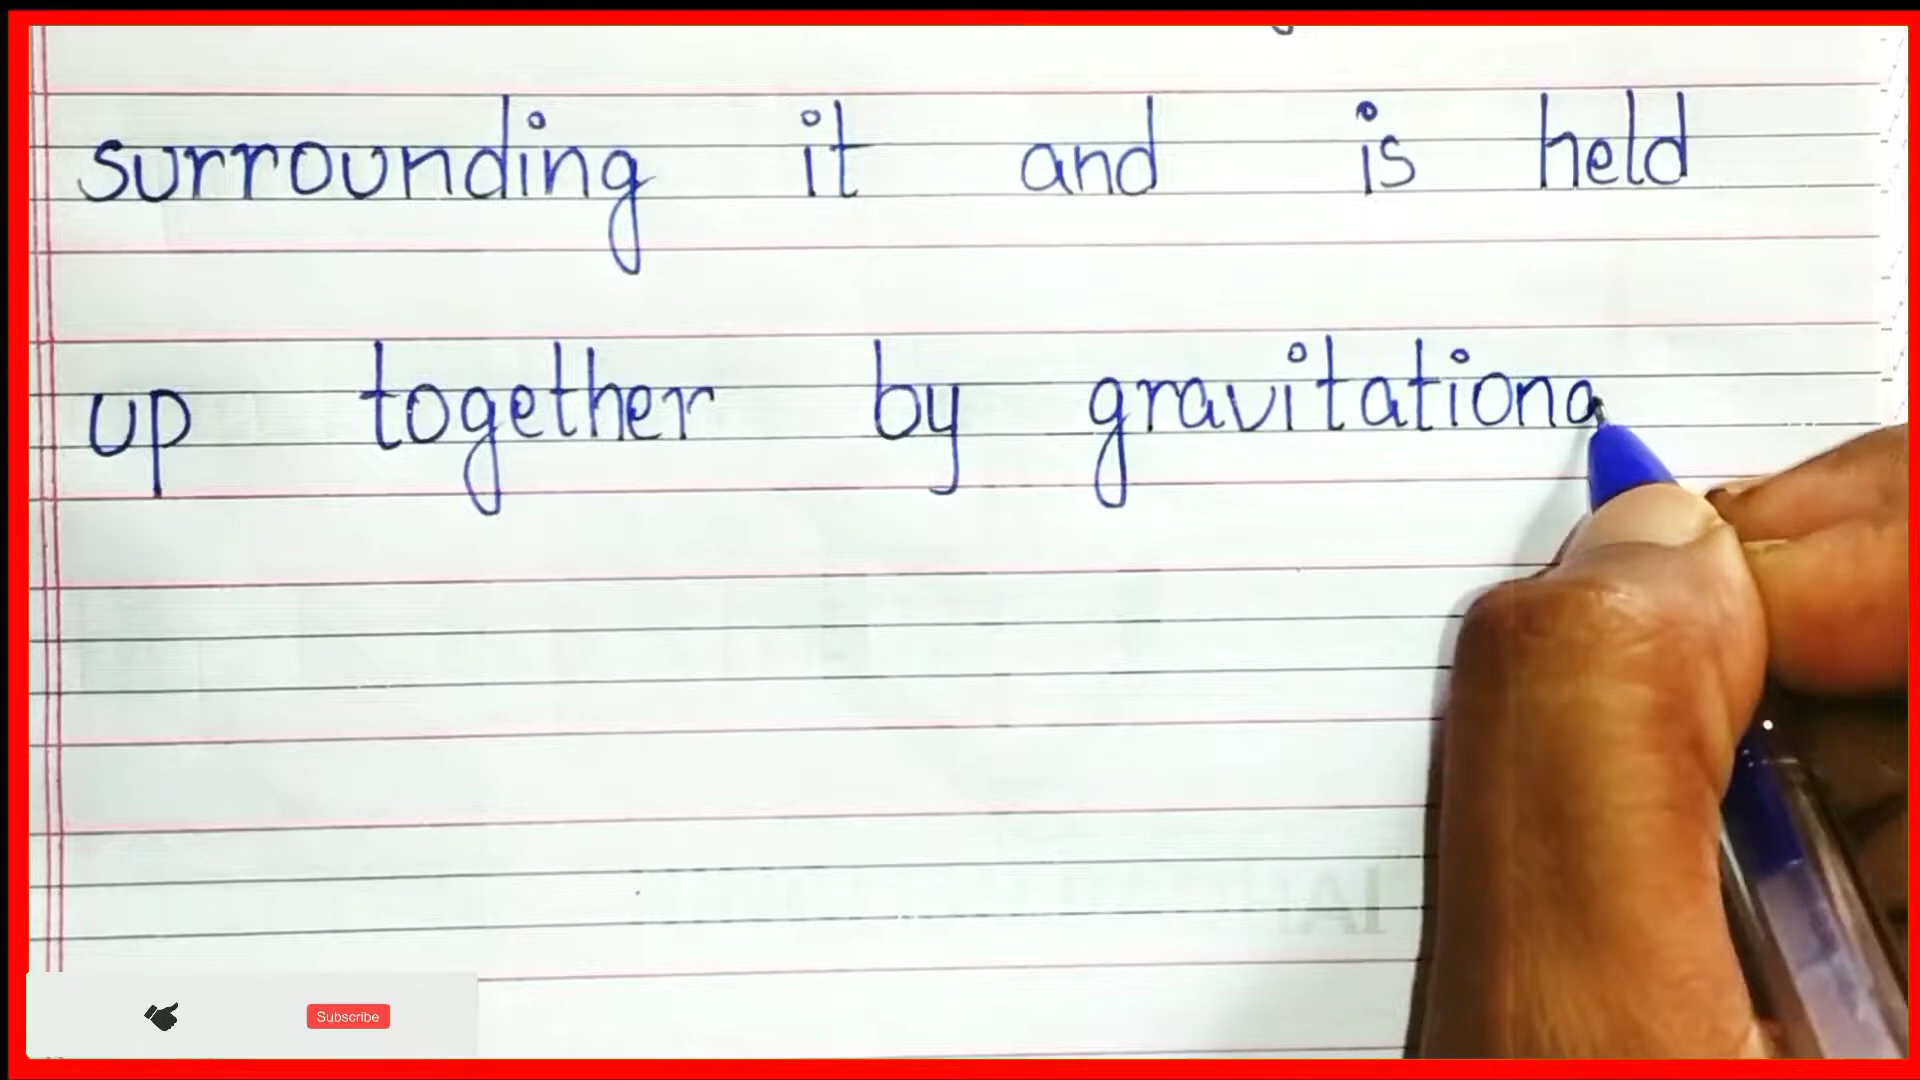 surrounding it and is held
up together by gravitationa
Subscribe